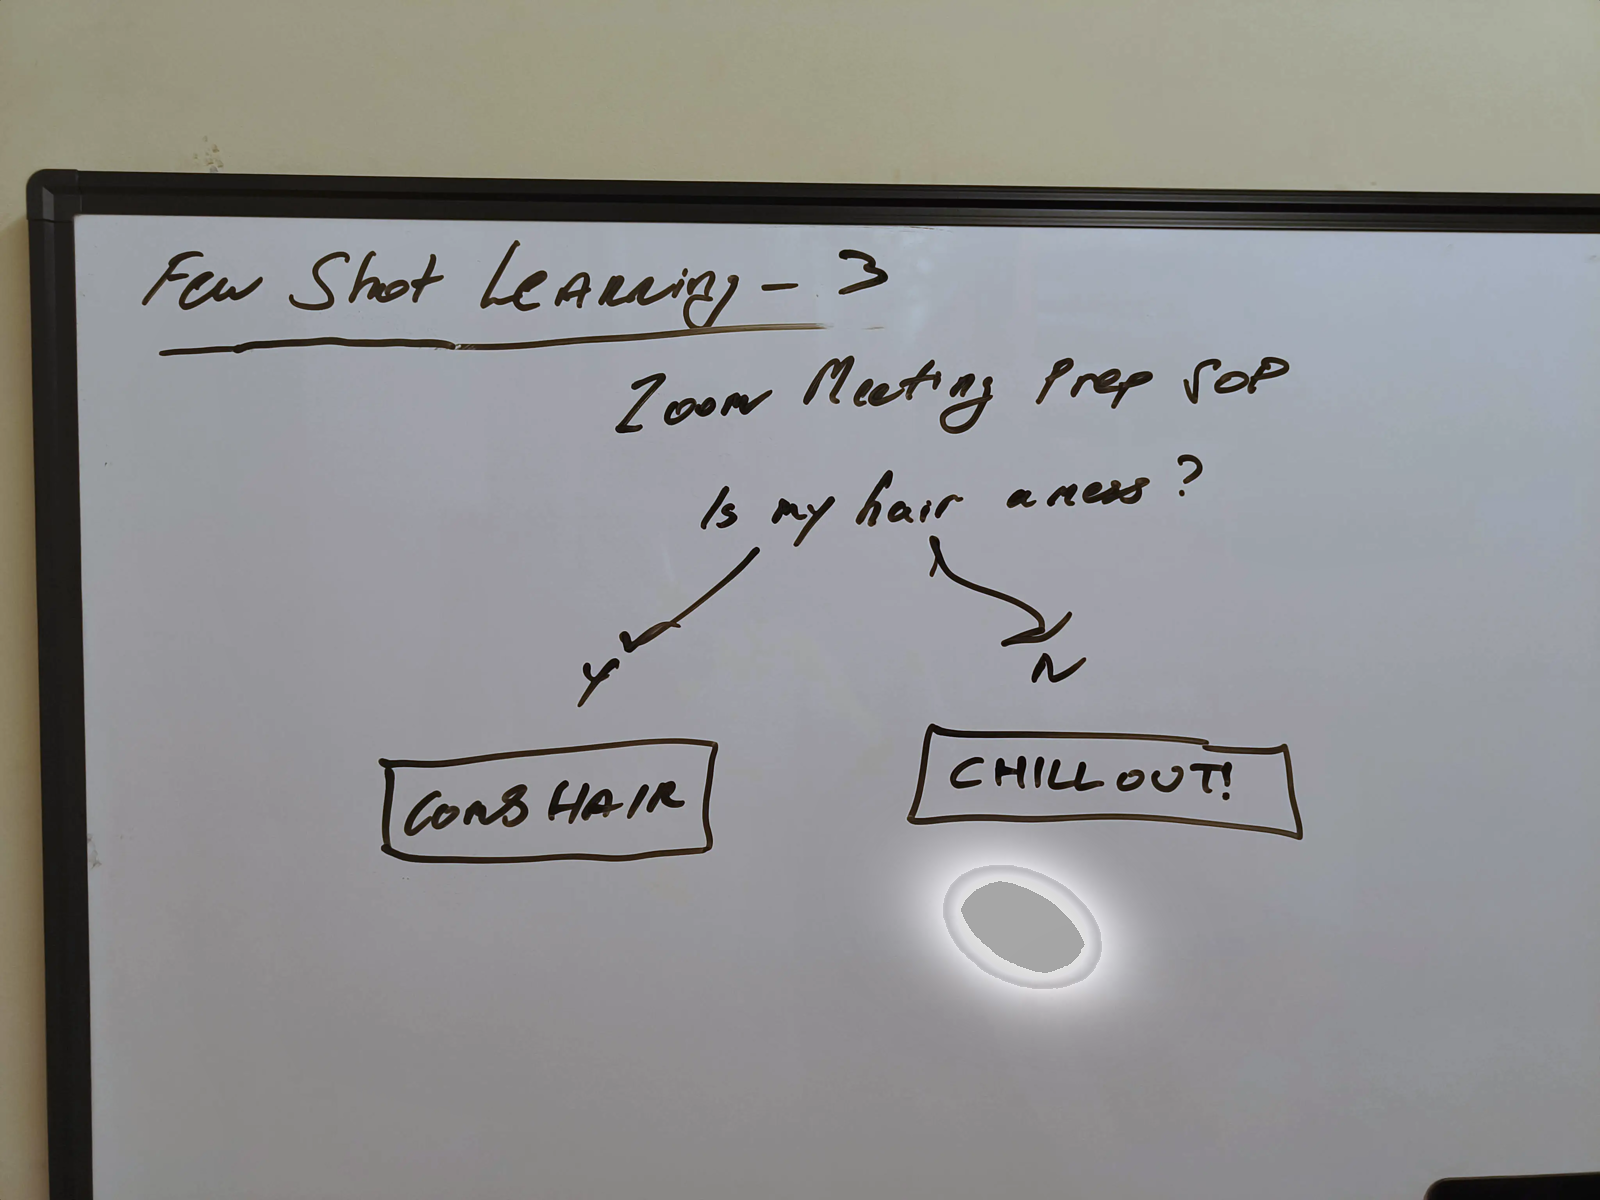 Few Shot Learning - 3
Zoom Meeting Prep SOP
Is my hair a mess?
Y
N
COMB HAIR
CHILL OUT!